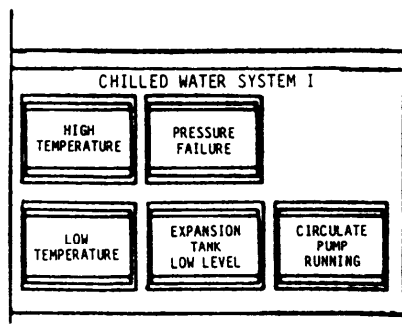 CHILLED WATER SYSTEM I
HIGH
TEMPERATURE
PRESSURE
FAILURE
LOW
TEMPERATURE
EXPANSION
TANK
LOW LEVEL
CIRCULATE
PUMP
RUNNING